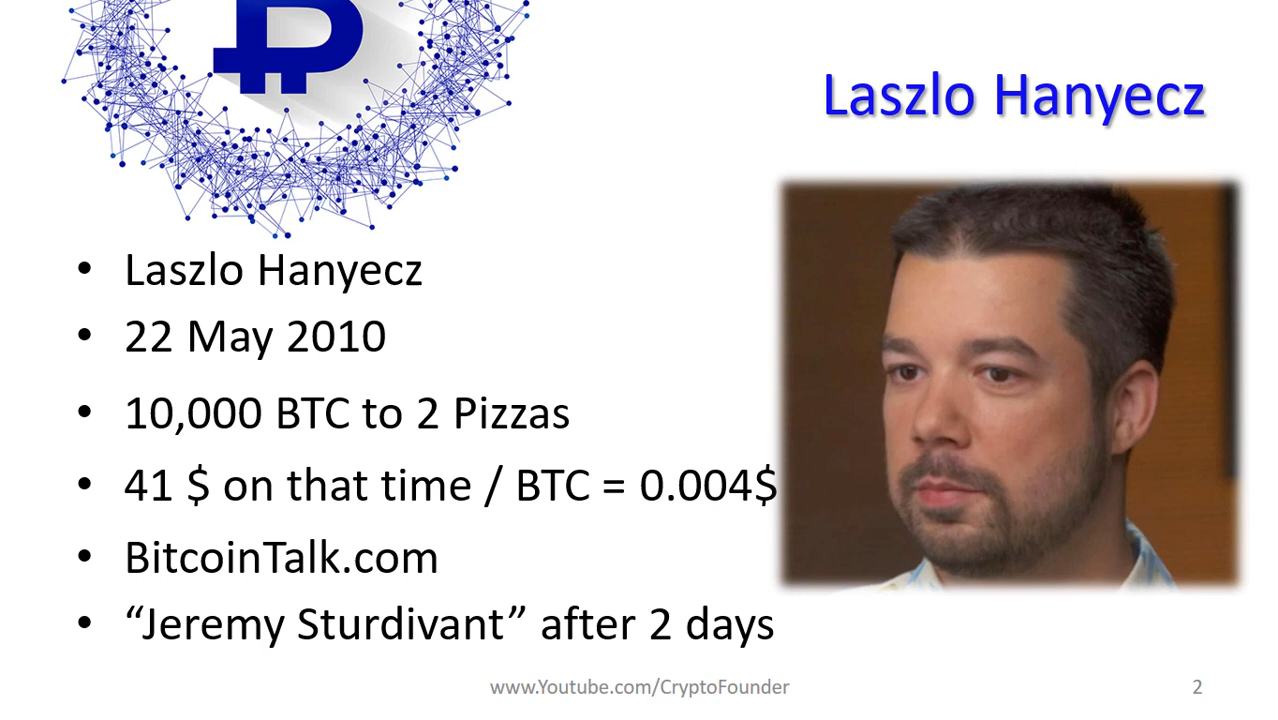 Laszlo Hanyecz
• Laszlo Hanyecz
• 22 May 2010
• 10,000 BTC to 2 Pizzas
• 41 $ on that time / BTC = 0.004$
• BitcoinTalk.com
• “Jeremy Sturdivant” after 2 days
www.Youtube.com/CryptoFounder
2